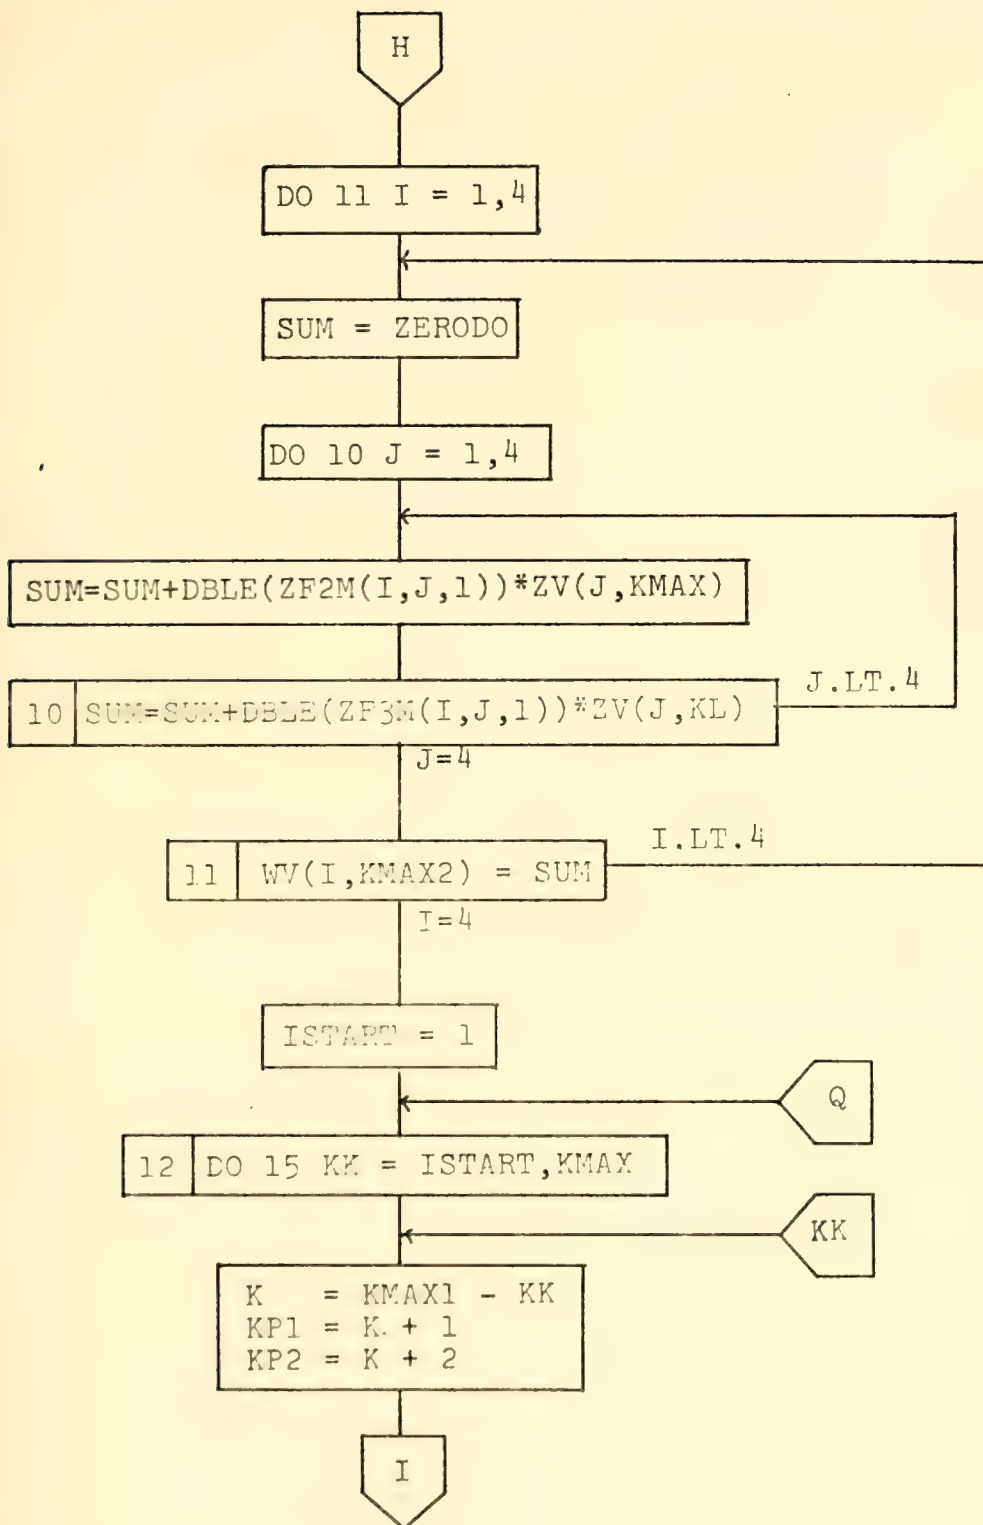 H
DO 11 I = 1,4
SUM = ZERODO
DO 10 J = 1,4
SUM=SUM+DBLE(ZF2M(I,J,1))*ZV(J,KMAX)
J.LT.4
10 SUM=SUM+DBLE(ZF3M(I,J,1))*ZV(J,KL)
J=4
I.LT.4
11 WV(I,KMAX2) = SUM
I=4
ISTART = 1
Q
12 DO 15 KK = ISTART,KMAX
KK
K = KMAX1 - KK
KP1 = K + 1
KP2 = K + 2
I